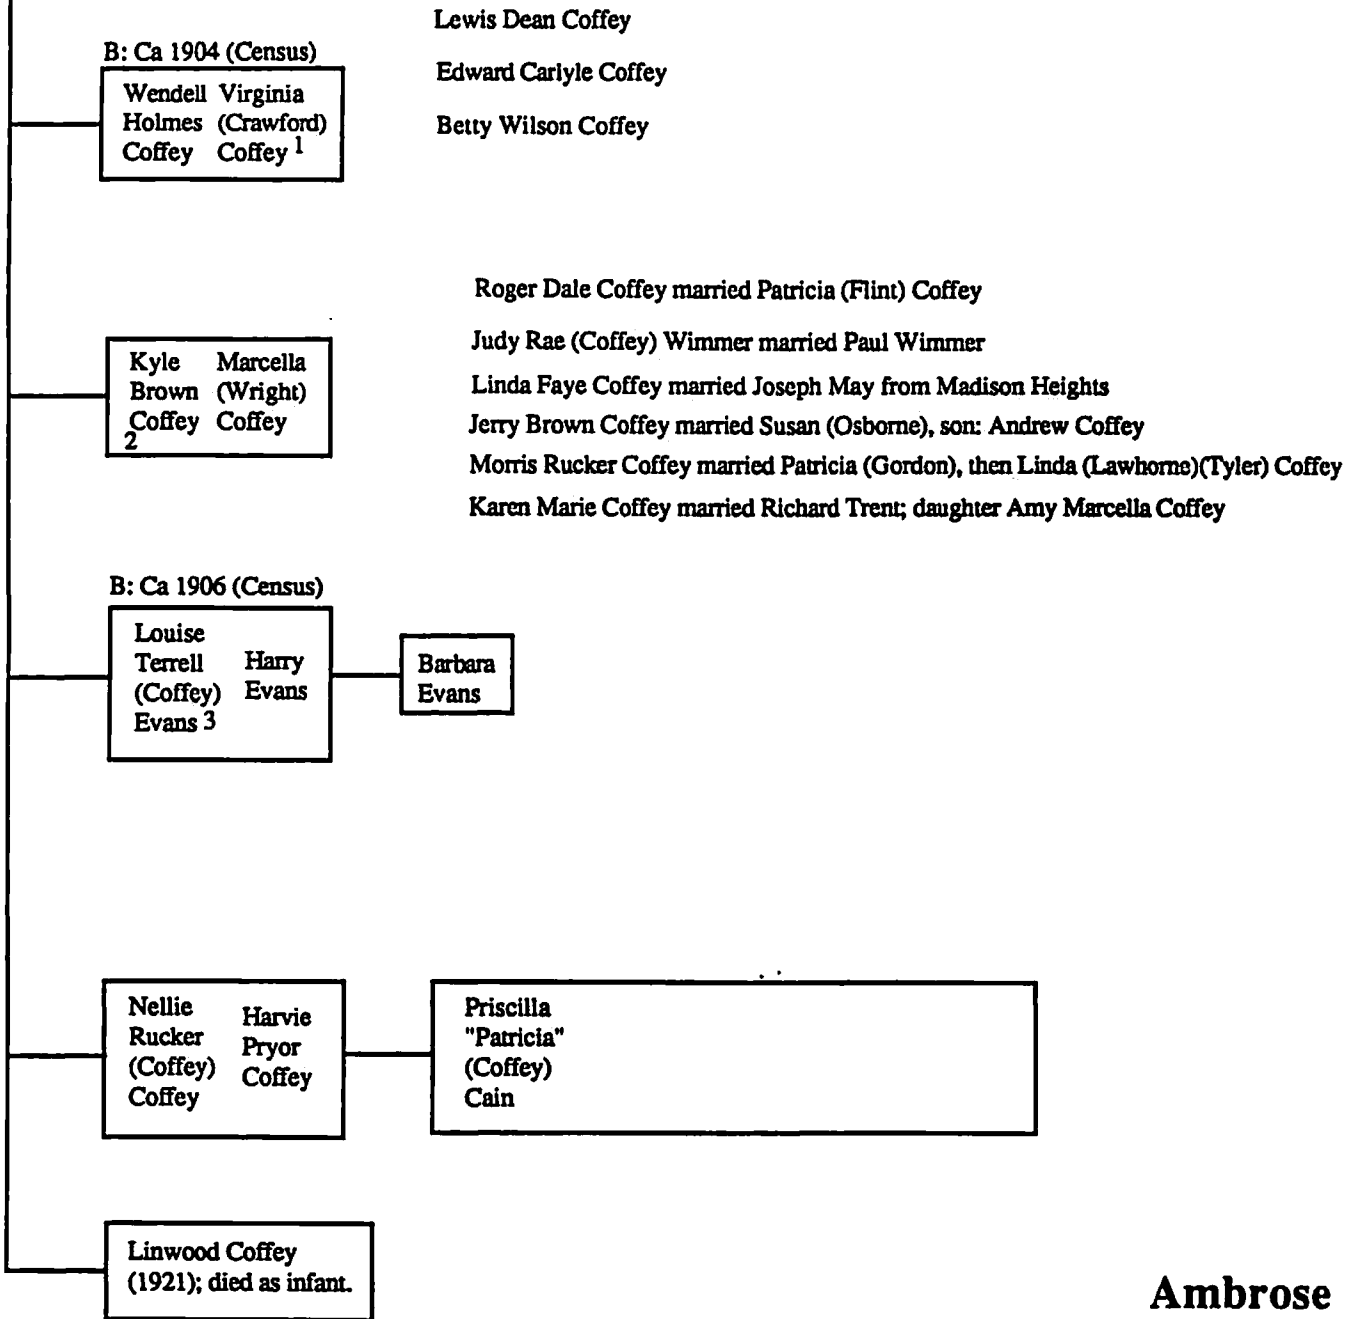 Lewis Dean Coffey
B: Ca 1904 (Census)
Edward Carlyle Coffey
Wendell Virginia
Holmes (Crawford)
Coffey Coffey 1
Betty Wilson Coffey
Roger Dale Coffey married Patricia (Flint) Coffey
Judy Rae (Coffey) Wimmer married Paul Wimmer
Kyle Marcella
Brown (Wright)
Coffey Coffey
2
Linda Faye Coffey married Joseph May from Madison Heights
Jerry Brown Coffey married Susan (Osborne), son: Andrew Coffey
Morris Rucker Coffey married Patricia (Gordon), then Linda (Lawhorne)(Tyler) Coffey
Karen Marie Coffey married Richard Trent; daughter Amy Marcella Coffey
B: Ca 1906 (Census)
Louise
Terrell
(Coffey)
Evans 3
Harry
Evans
Barbara
Evans
Nellie
Rucker
(Coffey)
Coffey
Harvie
Pryor
Coffey
Priscilla
"Patricia"
(Coffey)
Cain
Linwood Coffey
(1921); died as infant.
Ambrose